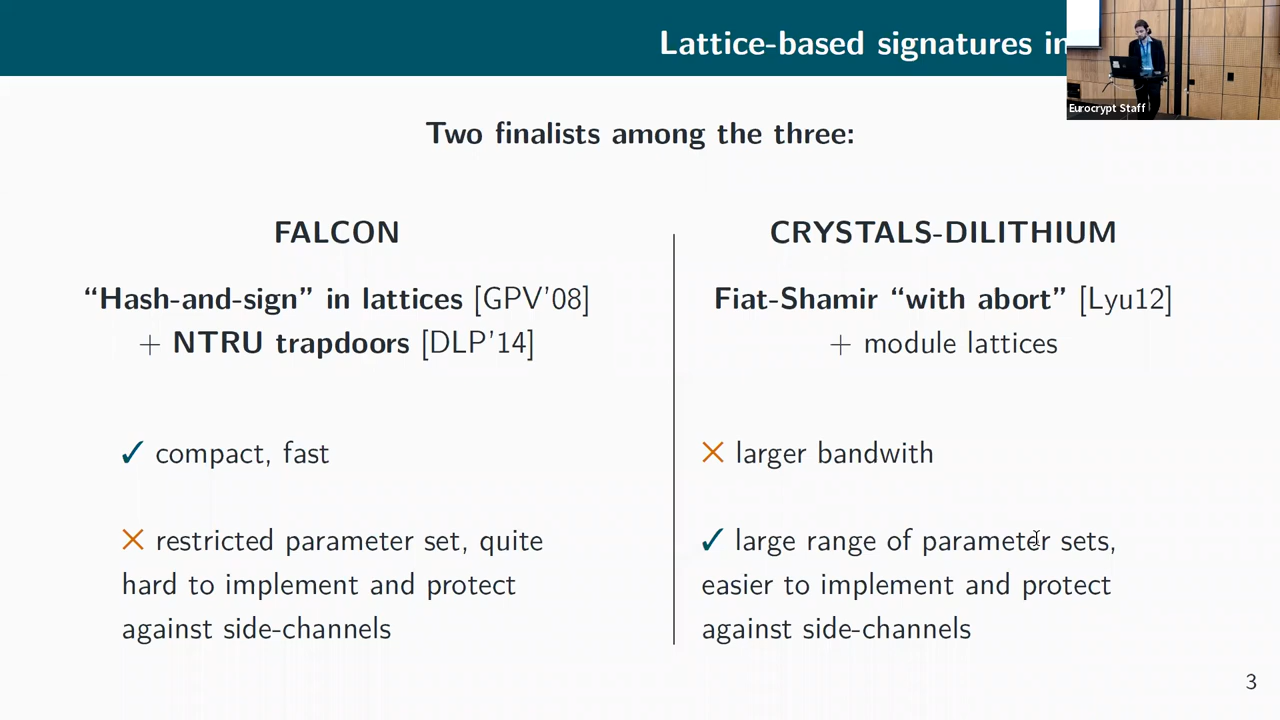 Lattice-based signatures in
Eurocrypt Staff
Two finalists among the three:
FALCON
“Hash-and-sign” in lattices [GPV’08]
+ NTRU trapdoors [DLP’14]
✓ compact, fast
× restricted parameter set, quite
hard to implement and protect
against side-channels
CRYSTALS-DILITHIUM
Fiat-Shamir “with abort” [Lyu12]
+ module lattices
× larger bandwith
✓ large range of parameter sets,
easier to implement and protect
against side-channels
3